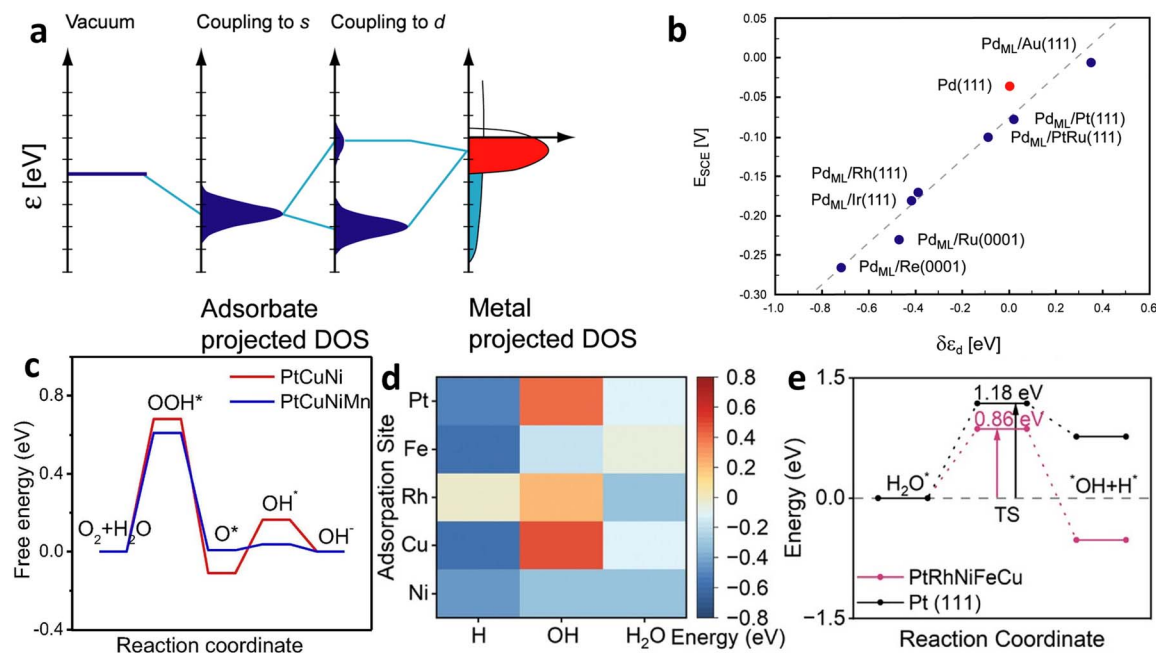 a
Vacuum
Coupling to s
Coupling to d
ε [eV]
Adsorbate
projected DOS
Metal
projected DOS
b
0.00
-0.05
-0.10
-0.15
-0.20
-0.25
-0.30
E_SCE [V]
Pd_ML/Au(111)
Pd(111)
Pd_ML/Pt(111)
Pd_ML/PtRu(111)
Pd_ML/Rh(111)
Pd_ML/Ir(111)
Pd_ML/Ru(0001)
Pd_ML/Re(0001)
-1.0 -0.8 -0.6 -0.4 -0.2 0.0 0.2 0.4 0.6
δε_d [eV]
c
PtCuNi
PtCuNiMn
0.8
0.4
0.0
-0.4
Free energy (eV)
OOH*
O₂+H₂O
O*
OH*
OH⁻
Reaction coordinate
d
Adsorpation Site
Pt
Fe
Rh
Cu
Ni
H OH H₂O
0.8
0.6
0.4
0.2
0
−0.2
−0.4
−0.6
−0.8
Energy (eV)
e
1.5
0.0
−1.5
Energy (eV)
1.18 eV
0.86 eV
H₂O*
*OH+H*
TS
PtRhNiFeCu
Pt (111)
Reaction Coordinate